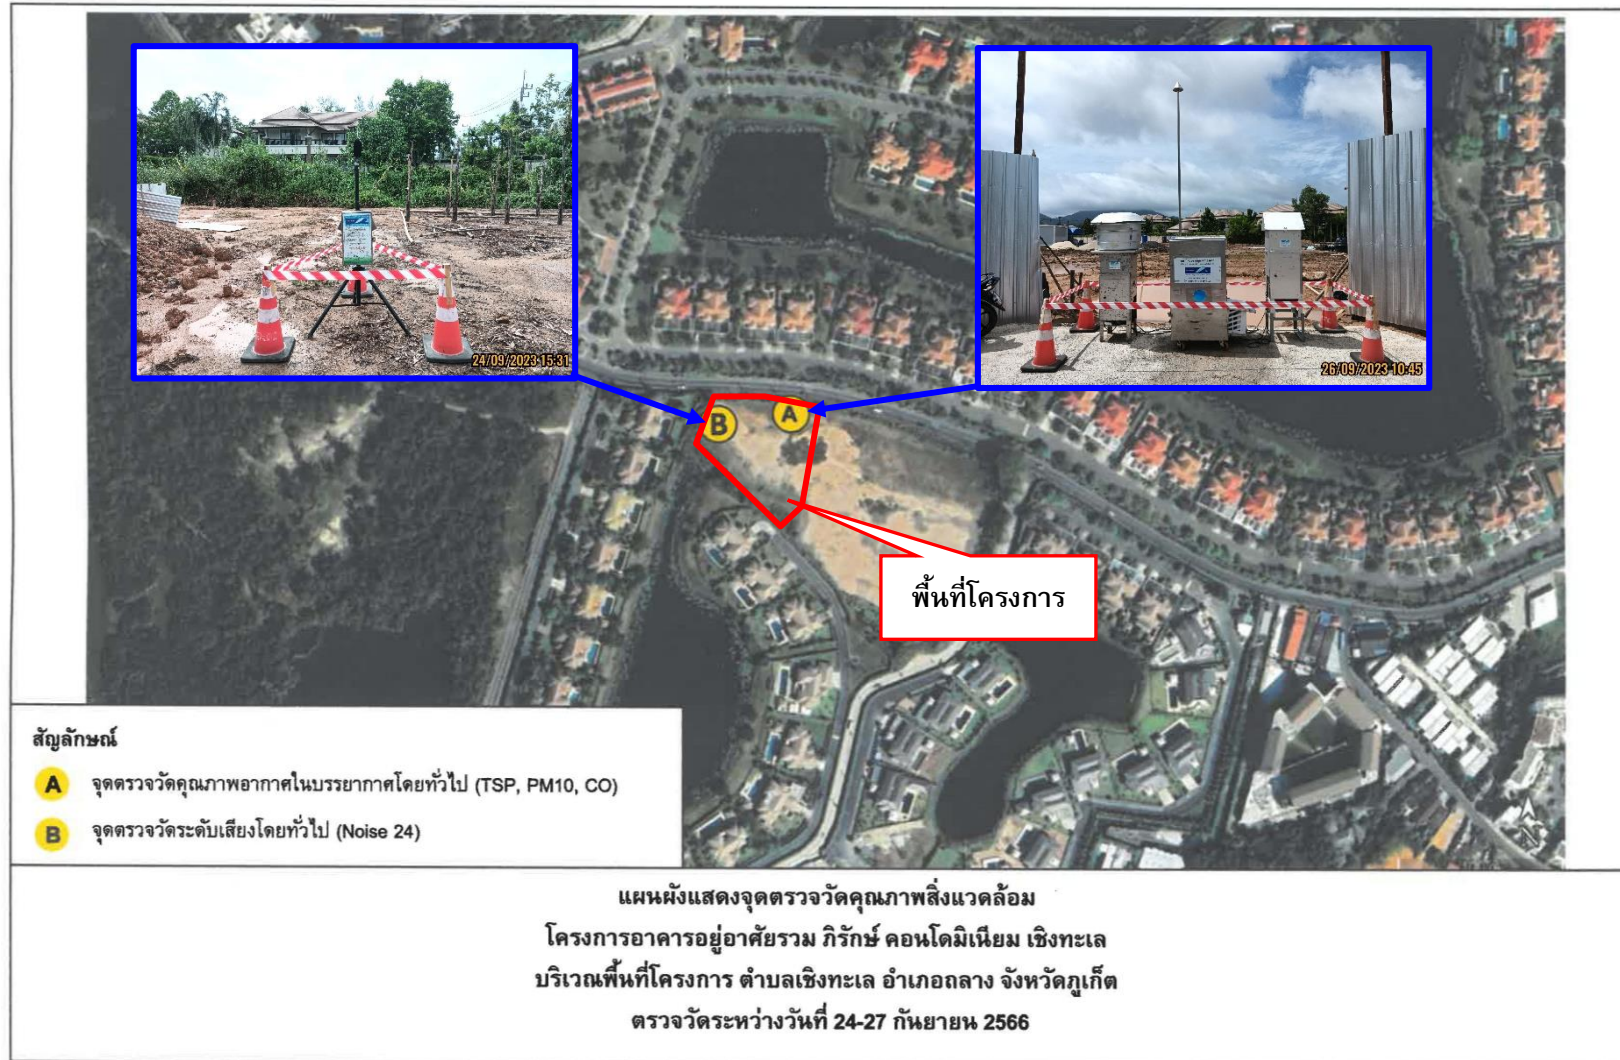 24/09/2023 15:31
26/09/2023 10:45
B
A
พื้นที่โครงการ
สัญลักษณ์
A จุดตรวจวัดคุณภาพอากาศในบรรยากาศโดยทั่วไป (TSP, PM10, CO)
B จุดตรวจวัดระดับเสียงโดยทั่วไป (Noise 24)
แผนผังแสดงจุดตรวจวัดคุณภาพสิ่งแวดล้อม
โครงการอาคารอยู่อาศัยรวม ภิรักษ์ คอนโดมิเนียม เชิงทะเล
บริเวณพื้นที่โครงการ ตำบลเชิงทะเล อำเภอถลาง จังหวัดภูเก็ต
ตรวจวัดระหว่างวันที่ 24-27 กันยายน 2566